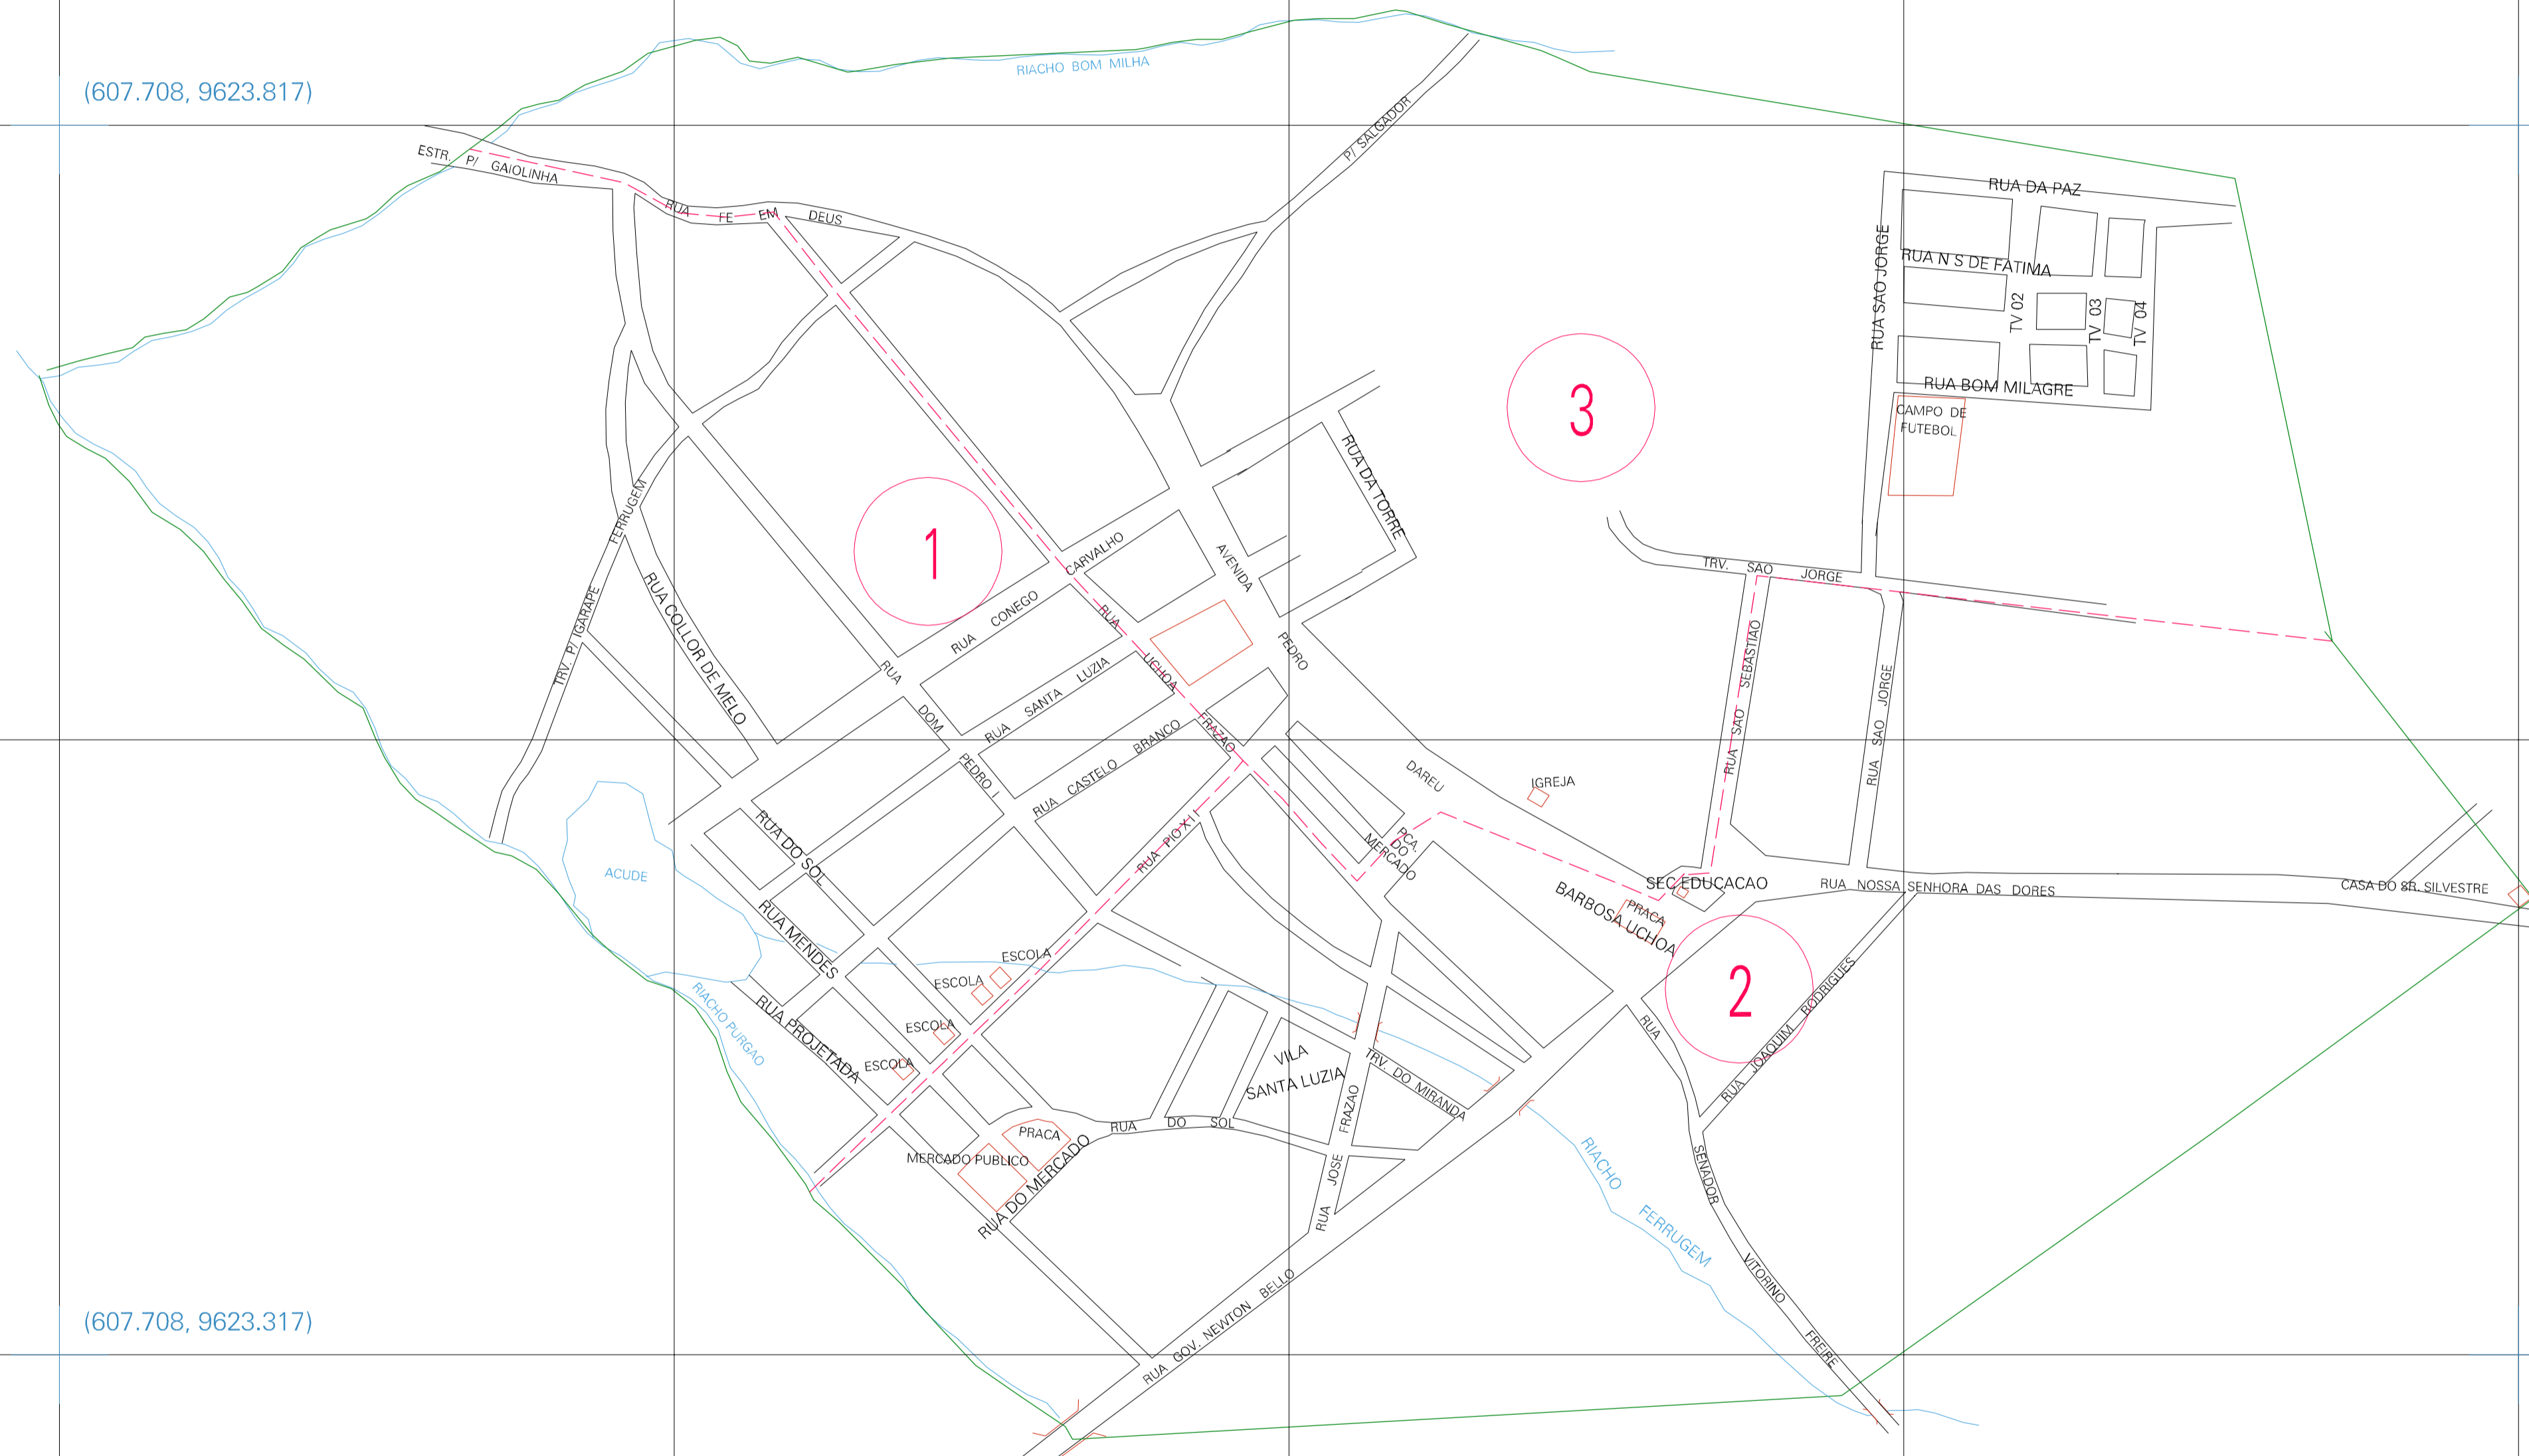 RIACHO BOM MILHA
(607.708, 9623.817)
P/ SALGADOR
ESTR. P/ GAIOLINHA
RUA FE EM DEUS
RUA DA PAZ
RUA SAO JORGE
RUA N S DE FATIMA
TV 02
TV 03
TV 04
RUA BOM MILAGRE
CAMPO DE
FUTEBOL
3
1
RUA DA TORRE
TRV. P/ IGARAPE FERRUGEM
RUA COLLOR DE MELO
RUA CONEGO CARVALHO
AVENIDA PEDRO DAREU
RUA UCHOA FRAZAO
RUA SANTA LUZIA
RUA DOM PEDRO I
RUA CASTELO BRANCO
TRV. SAO JORGE
RUA SAO SEBASTIAO
RUA SAO JORGE
IGREJA
RUA PIO XII
PCA.
DO
MERCADO
RUA DO SOL
ACUDE
SEC EDUCACAO
RUA NOSSA SENHORA DAS DORES
CASA DO SR. SILVESTRE
BARBOSA UCHOA
PRACA
RUA MENDES
ESCOLA
ESCOLA
ESCOLA
ESCOLA
RIACHO PURGAO
RUA PROJETADA
2
RUA JOAQUIM RODRIGUES
VILA
SANTA LUZIA
TRV. DO MIRANDA
RUA JOSE FRAZAO
RUA DO SOL
PRACA
MERCADO PUBLICO
RUA DO MERCADO
RIACHO FERRUGEM
RUA SENADOR VITORINO FREIRE
RUA GOV. NEWTON BELLO
(607.708, 9623.317)